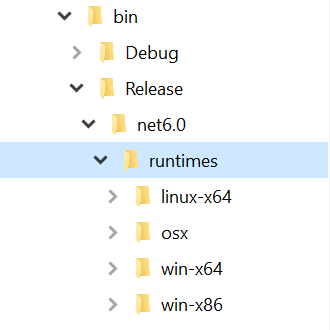 bin
Debug
Release
net6.0
runtimes
linux-x64
osx
win-x64
win-x86